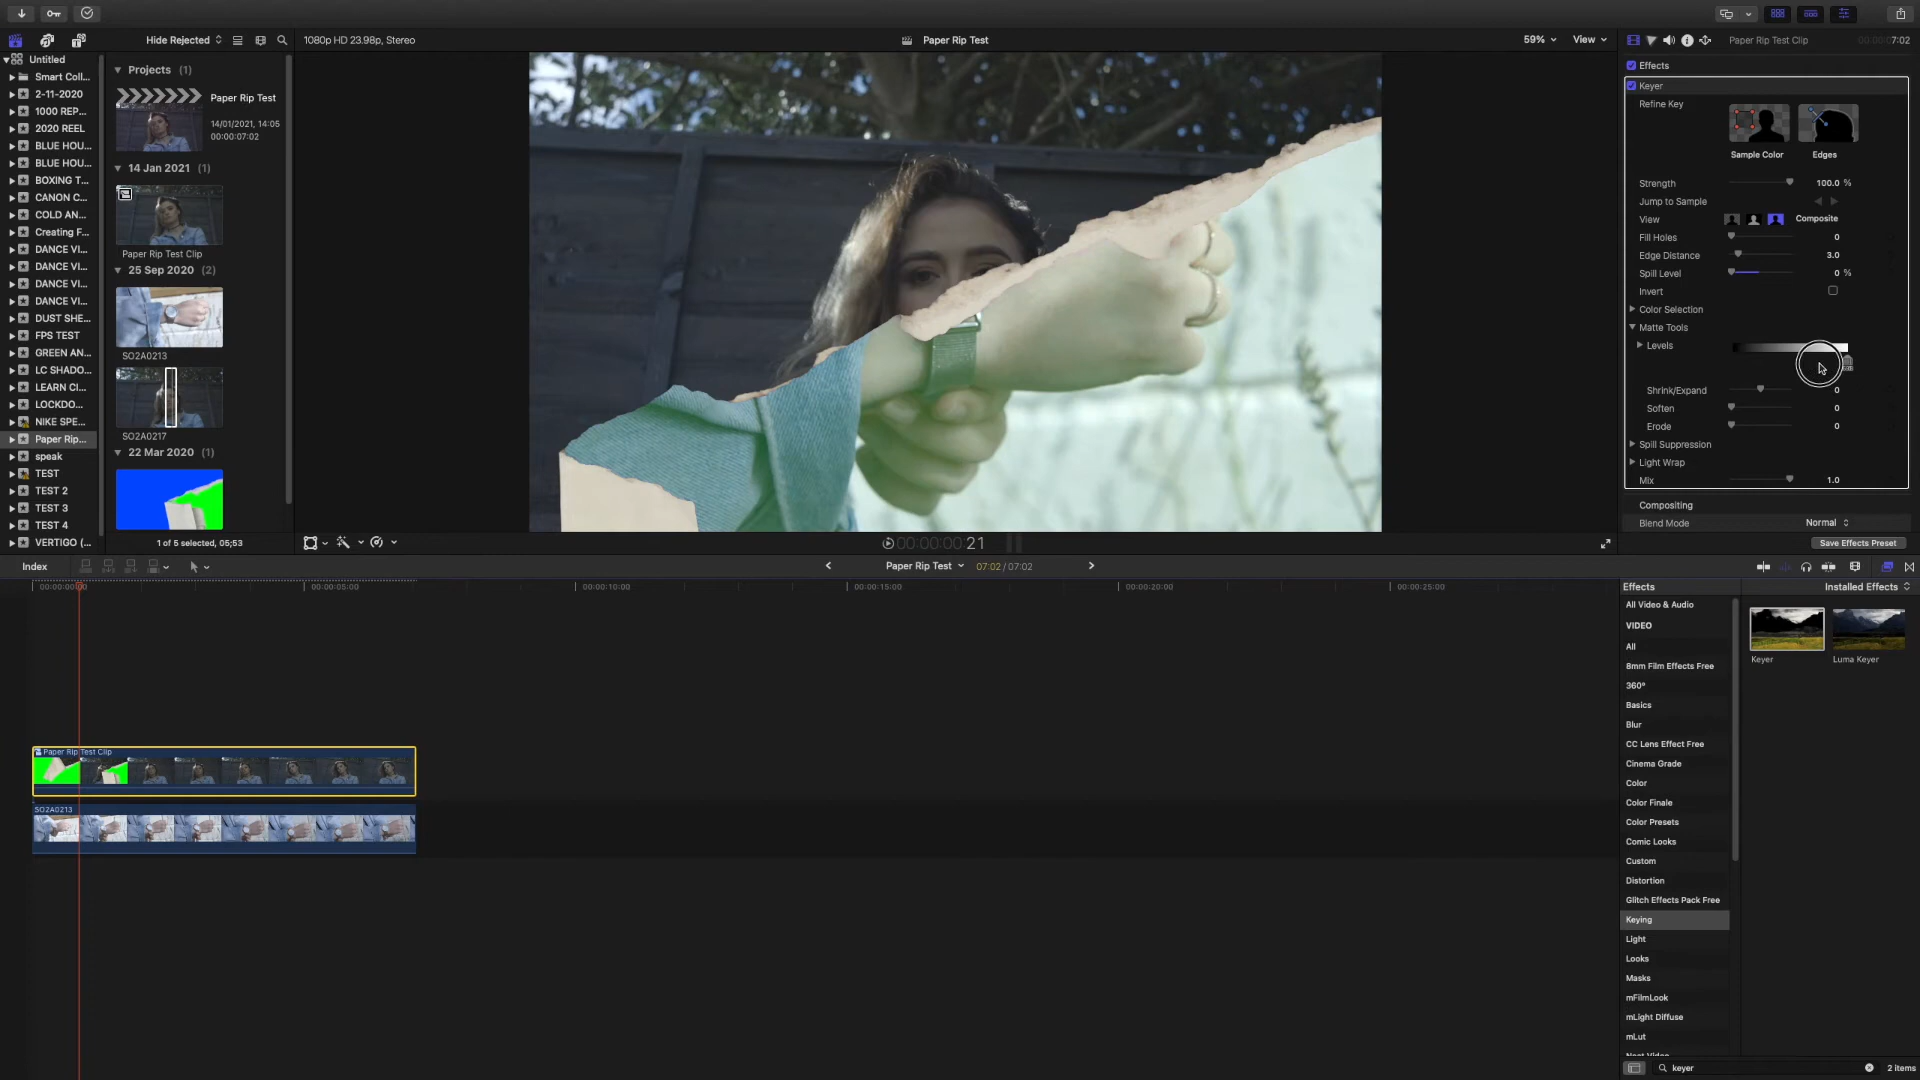 Hide Rejected
1080p HD 23.98p, Stereo
Paper Rip Test
59%
View
Paper Rip Test Clip
7:02
Untitled
Smart Coll...
2-11-2020
1000 REP...
2020 REEL
BLUE HOU...
BLUE HOU...
BOXING T...
CANON C...
COLD AN...
Creating F...
DANCE VI...
DANCE VI...
DANCE VI...
DANCE VI...
DUST SHE...
FPS TEST
GREEN AN...
LC SHADO...
LEARN CI...
LOCKDO...
NIKE SPE...
Paper Rip...
speak
TEST
TEST 2
TEST 3
TEST 4
VERTIGO (...
Projects (1)
Paper Rip Test
14/01/2021, 14:05
00:00:07:02
14 Jan 2021 (1)
Paper Rip Test Clip
25 Sep 2020 (2)
SO2A0213
SO2A0217
22 Mar 2020 (1)
1 of 5 selected, 05;53
00:00:00:21
Effects
Keyer
Refine Key
Sample Color
Edges
Strength 100.0 %
Jump to Sample
View Composite
Fill Holes 0
Edge Distance 3.0
Spill Level 0 %
Invert
Color Selection
Matte Tools
Levels
Shrink/Expand 0
Soften 0
Erode 0
Spill Suppression
Light Wrap
Mix 1.0
Compositing
Blend Mode Normal
Save Effects Preset
Index
Paper Rip Test
07:02 / 07:02
00:00:05:00
00:00:10:00
00:00:15:00
00:00:20:00
00:00:25:00
Paper Rip Test Clip
SO2A0213
Effects
Installed Effects
All Video & Audio
VIDEO
All
8mm Film Effects Free
360°
Basics
Blur
CC Lens Effect Free
Cinema Grade
Color
Color Finale
Color Presets
Comic Looks
Custom
Distortion
Glitch Effects Pack Free
Keying
Light
Looks
Masks
mFilmLook
mLight Diffuse
mLut
Keyer
Luma Keyer
keyer
2 items